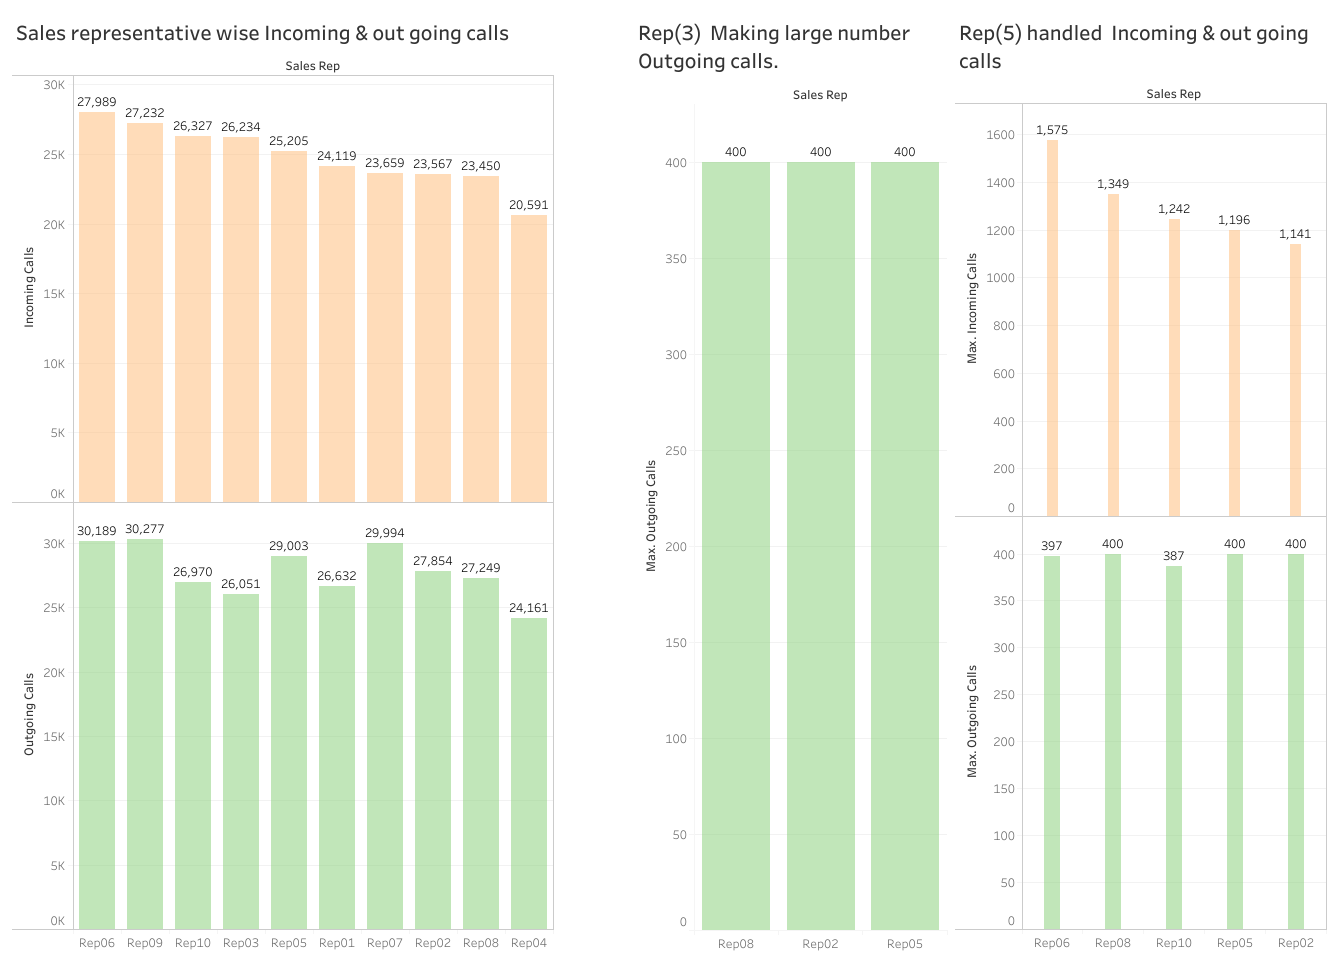 Sales representative wise Incoming & out going calls
Sales Rep
30K
25K
20K
15K
10K
5K
0K
Incoming Calls
27,989
27,232
26,327
26,234
25,205
24,119
23,659
23,567
23,450
20,591
30K
25K
20K
15K
10K
5K
0K
Outgoing Calls
30,189
30,277
26,970
26,051
29,003
26,632
29,994
27,854
27,249
24,161
Rep06
Rep09
Rep10
Rep03
Rep05
Rep01
Rep07
Rep02
Rep08
Rep04
Rep(3) Making large number
Outgoing calls.
Sales Rep
400
350
300
250
200
150
100
50
0
Max. Outgoing Calls
400
400
400
Rep08
Rep02
Rep05
Rep(5) handled Incoming & out going
calls
Sales Rep
1600
1400
1200
1000
800
600
400
200
0
Max. Incoming Calls
1,575
1,349
1,242
1,196
1,141
400
350
300
250
200
150
100
50
0
Max. Outgoing Calls
397
400
387
400
400
Rep06
Rep08
Rep10
Rep05
Rep02